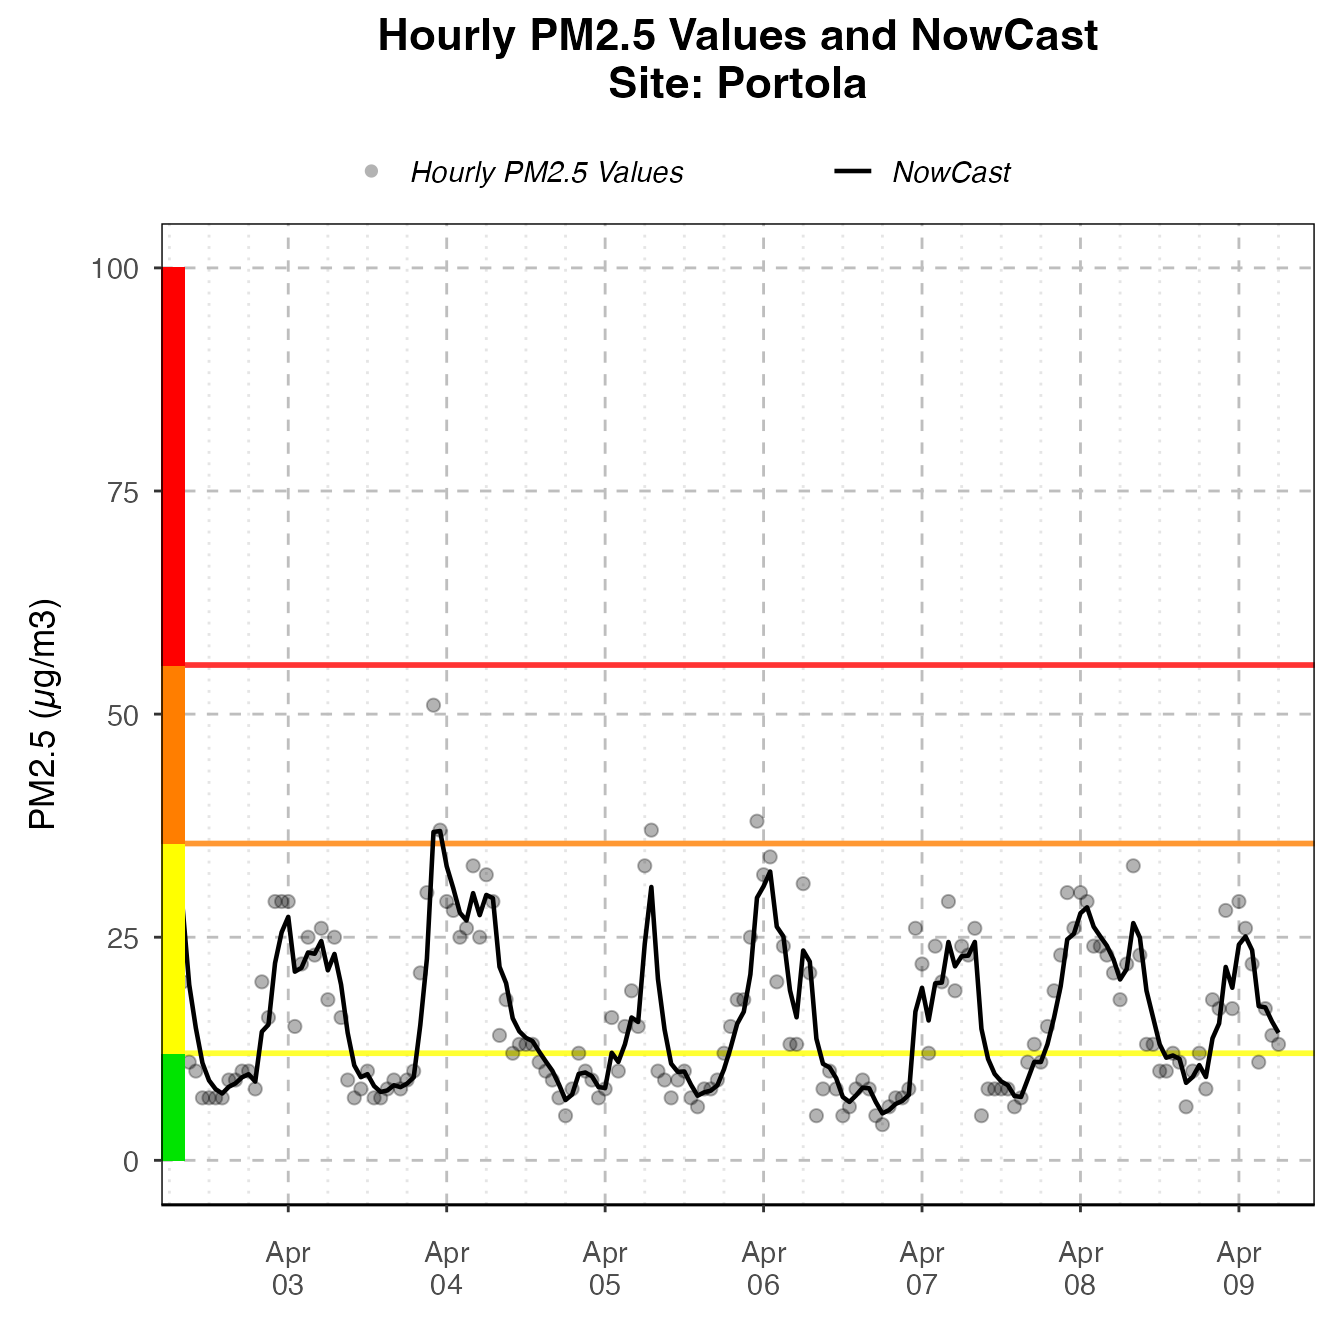 Hourly PM2.5 Values and NowCast
Site: Portola
Hourly PM2.5 Values
NowCast
PM2.5 (µg/m3)
100
75
50
25
0
Apr
03
Apr
04
Apr
05
Apr
06
Apr
07
Apr
08
Apr
09